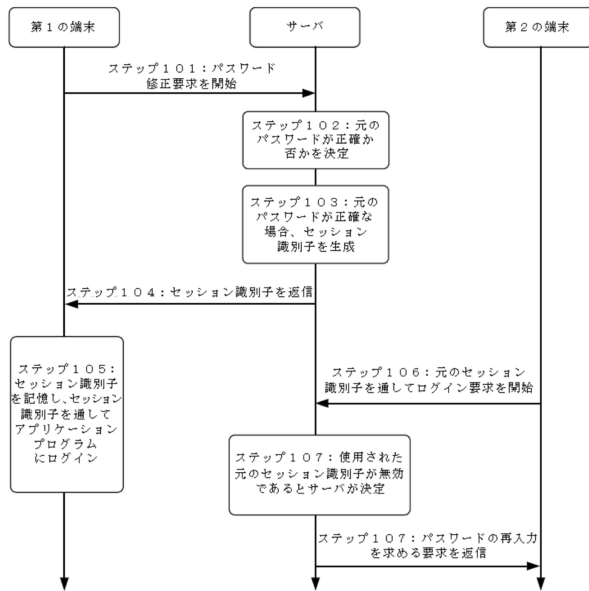 第１の端末
サーバ
第２の端末
ステップ１０１：パスワード
修正要求を開始
ステップ１０２：元の
パスワードが正確か
否かを決定
ステップ１０３：元の
パスワードが正確な
場合、セッション
識別子を生成
ステップ１０４：セッション識別子を返信
ステップ１０５：
セッション識別子
を記憶し、セッション
識別子を通して
アプリケーション
プログラム
にログイン
ステップ１０６：元のセッション
識別子を通してログイン要求を開始
ステップ１０７：使用された
元のセッション識別子が無効
であるとサーバが決定
ステップ１０７：パスワードの再入力
を求める要求を返信